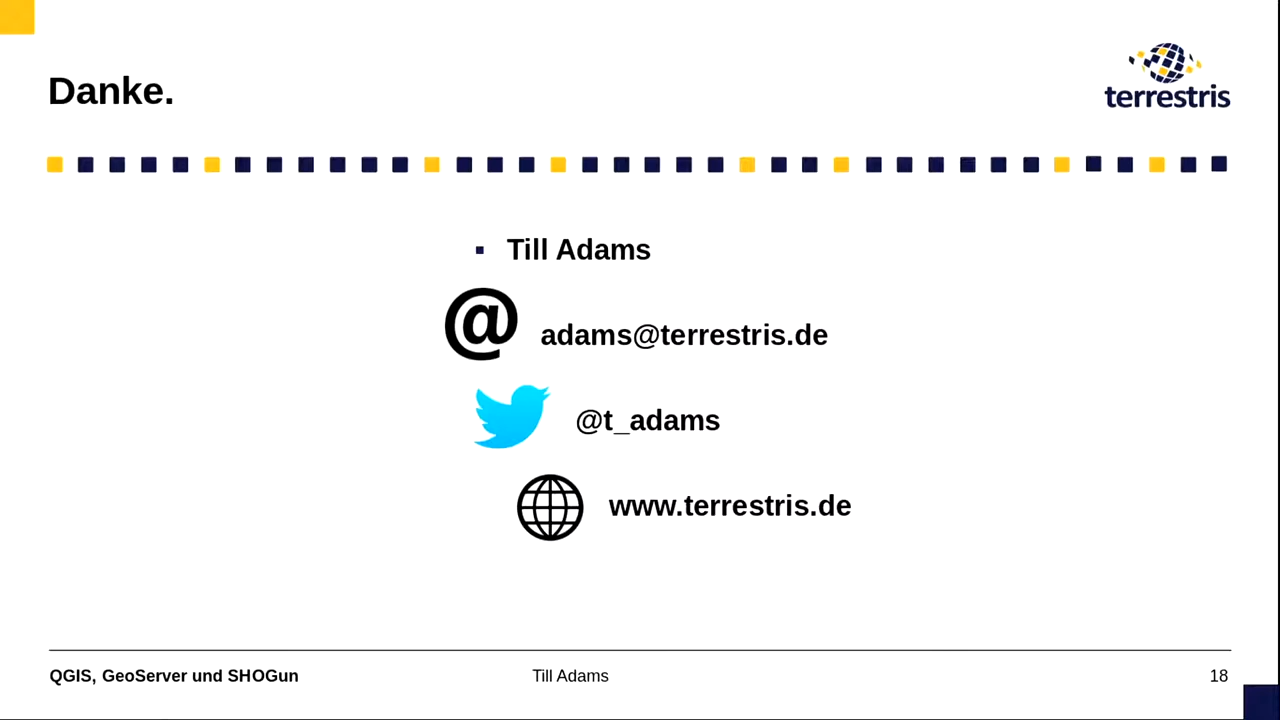 Danke.
terrestris
Till Adams
@ adams@terrestris.de
@t_adams
www.terrestris.de
QGIS, GeoServer und SHOGun Till Adams 18